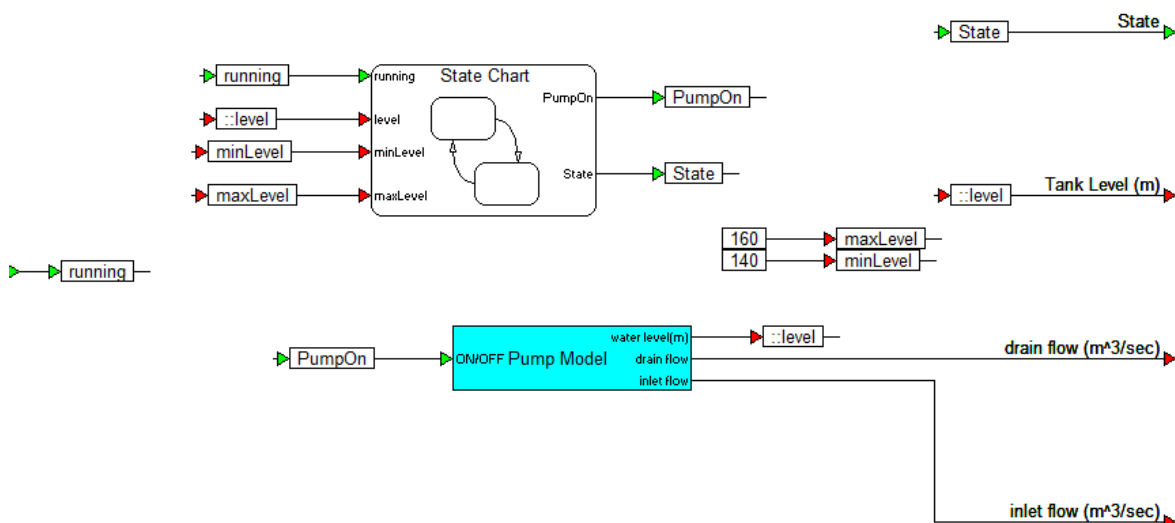 State
State
running
running
State Chart
PumpOn
PumpOn
::level
level
minLevel
minLevel
State
State
maxLevel
maxLevel
::level
Tank Level (m)
160
maxLevel
140
minLevel
running
PumpOn
ON/OFF
Pump Model
water level(m)
drain flow
inlet flow
::level
drain flow (m^3/sec)
inlet flow (m^3/sec)